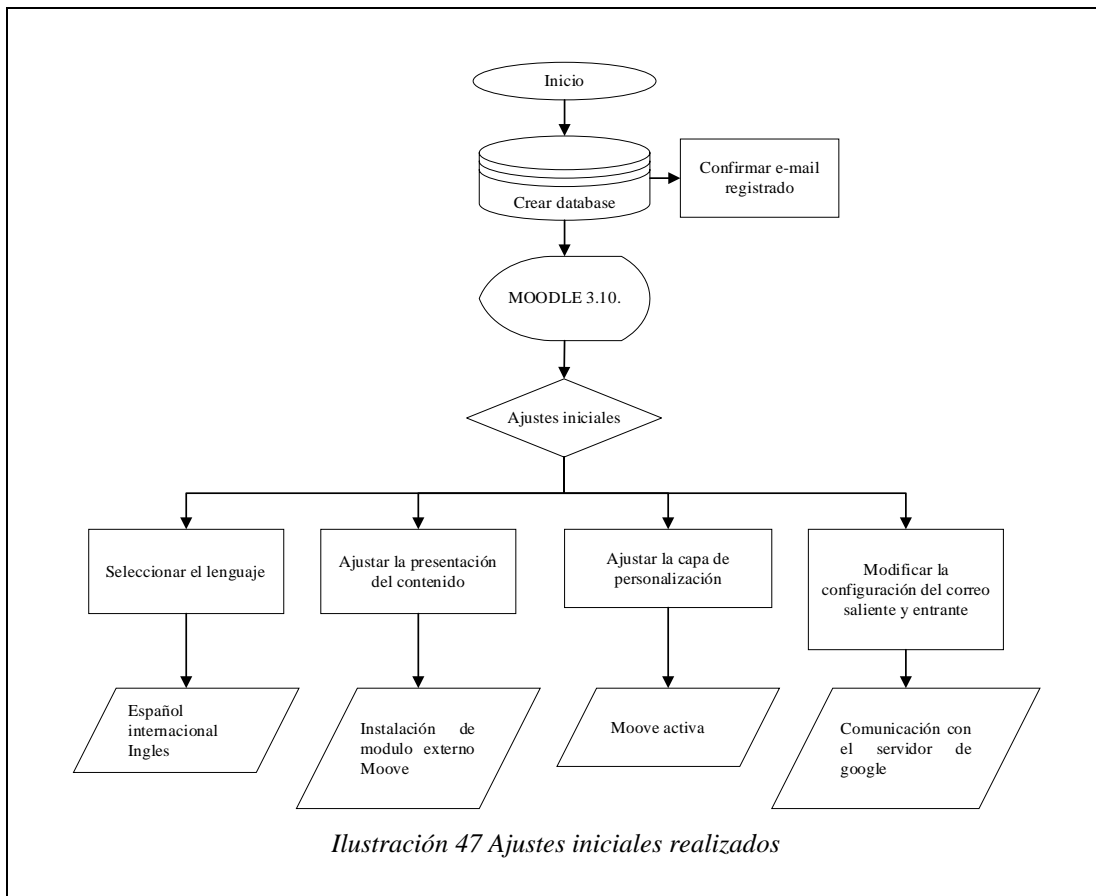 Inicio
Crear database
Confirmar e-mail
registrado
MOODLE 3.10.
Ajustes iniciales
Seleccionar el lenguaje
Ajustar la presentación
del contenido
Ajustar la capa de
personalización
Modificar la
configuración del correo
saliente y entrante
Español
internacional
Ingles
Instalación de
modulo externo
Moove
Moove activa
Comunicación con
el servidor de
google
Ilustración 47 Ajustes iniciales realizados